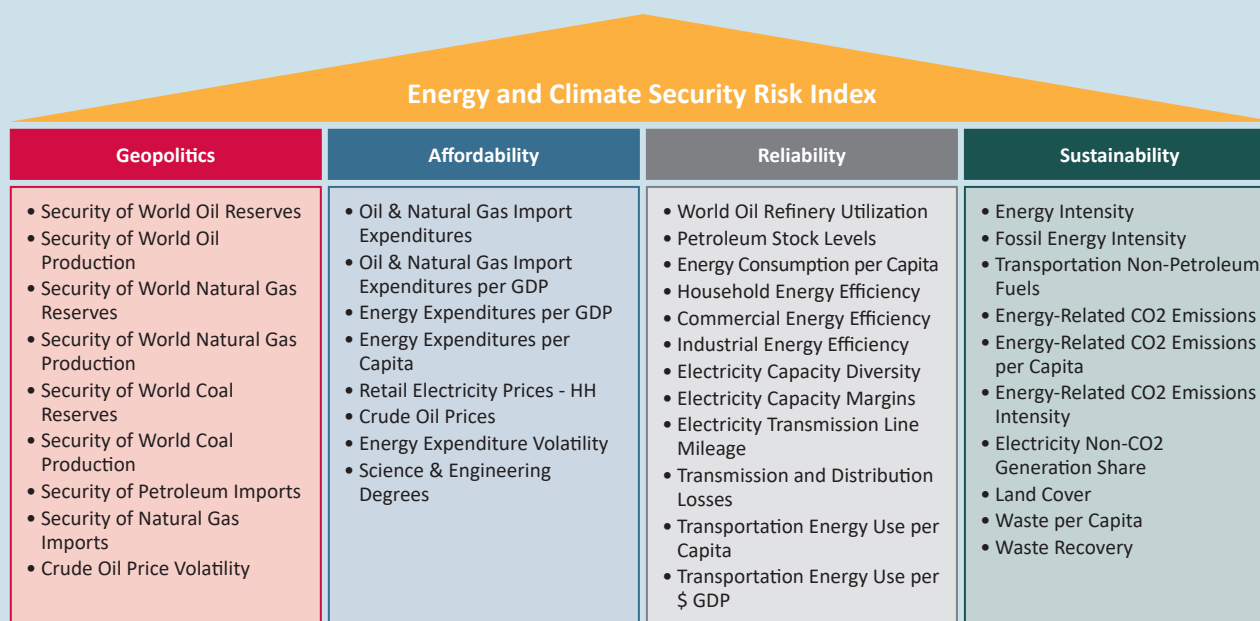 Energy and Climate Security Risk Index
Geopolitics
• Security of World Oil Reserves
• Security of World Oil
Production
• Security of World Natural Gas
Reserves
• Security of World Natural Gas
Production
• Security of World Coal
Reserves
• Security of World Coal
Production
• Security of Petroleum Imports
• Security of Natural Gas
Imports
• Crude Oil Price Volatility
Affordability
• Oil & Natural Gas Import
Expenditures
• Oil & Natural Gas Import
Expenditures per GDP
• Energy Expenditures per GDP
• Energy Expenditures per
Capita
• Retail Electricity Prices - HH
• Crude Oil Prices
• Energy Expenditure Volatility
• Science & Engineering
Degrees
Reliability
• World Oil Refinery Utilization
• Petroleum Stock Levels
• Energy Consumption per Capita
• Household Energy Efficiency
• Commercial Energy Efficiency
• Industrial Energy Efficiency
• Electricity Capacity Diversity
• Electricity Capacity Margins
• Electricity Transmission Line
Mileage
• Transmission and Distribution
Losses
• Transportation Energy Use per
Capita
• Transportation Energy Use per
$ GDP
Sustainability
• Energy Intensity
• Fossil Energy Intensity
• Transportation Non-Petroleum
Fuels
• Energy-Related CO2 Emissions
• Energy-Related CO2 Emissions
per Capita
• Energy-Related CO2 Emissions
Intensity
• Electricity Non-CO2
Generation Share
• Land Cover
• Waste per Capita
• Waste Recovery